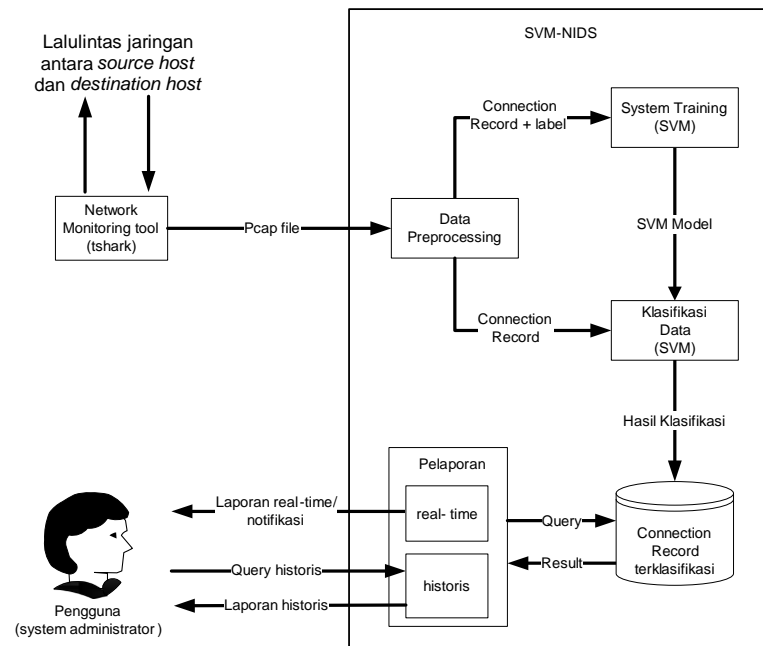 SVM-NIDS
Lalulintas jaringan
antara source host
dan destination host
Connection
Record + label
System Training
(SVM)
Network
Monitoring tool
(tshark)
Pcap file
Data
Preprocessing
SVM Model
Connection
Record
Klasifikasi
Data
(SVM)
Hasil Klasifikasi
Pelaporan
Laporan real-time/
notifikasi
real- time
Query
Connection
Record
terklasifikasi
Result
Query historis
historis
Laporan historis
Pengguna
(system administrator )